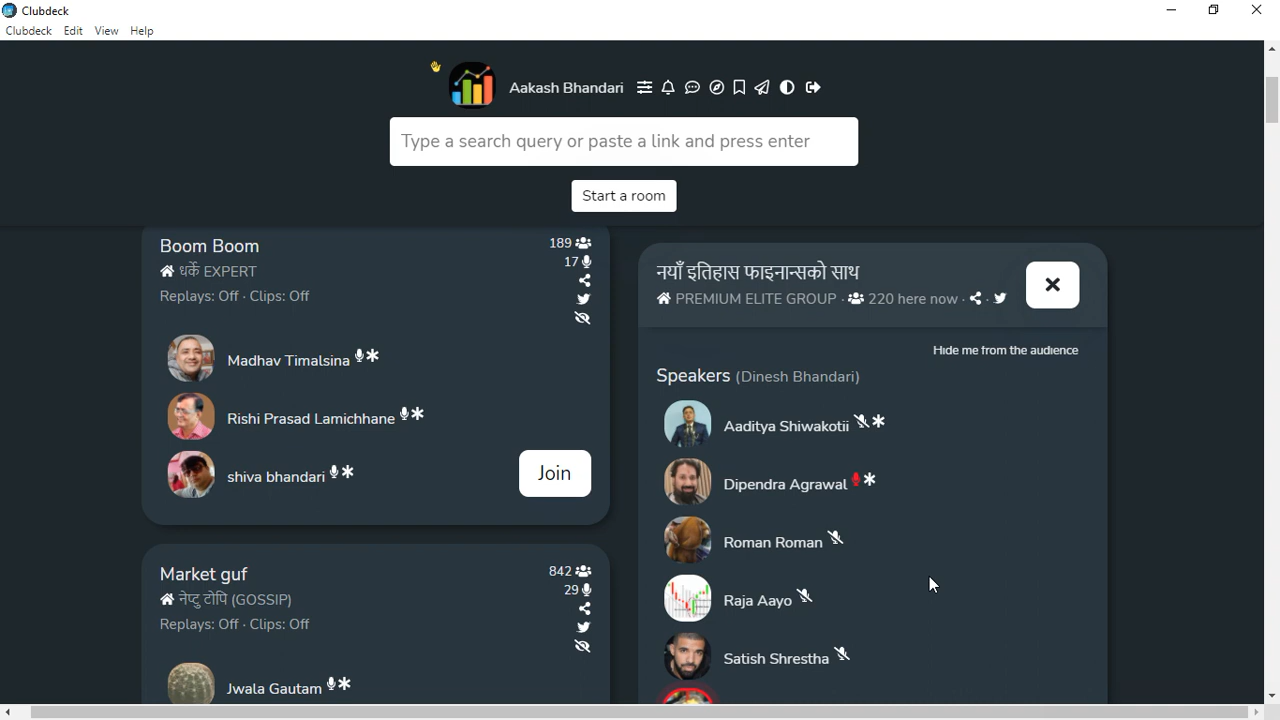 Clubdeck
Clubdeck Edit View Help
Aakash Bhandari
Type a search query or paste a link and press enter
Start a room
Boom Boom
189
धर्के EXPERT
17
Replays: Off · Clips: Off
Madhav Timalsina
Rishi Prasad Lamichhane
shiva bhandari
Join
Market guf
842
नेप्टु टोपि (GOSSIP)
29
Replays: Off · Clips: Off
Jwala Gautam
नयाँ इतिहास फाइनान्सको साथ
PREMIUM ELITE GROUP · 220 here now · ·
Hide me from the audience
Speakers (Dinesh Bhandari)
Aaditya Shiwakotii
Dipendra Agrawal
Roman Roman
Raja Aayo
Satish Shrestha